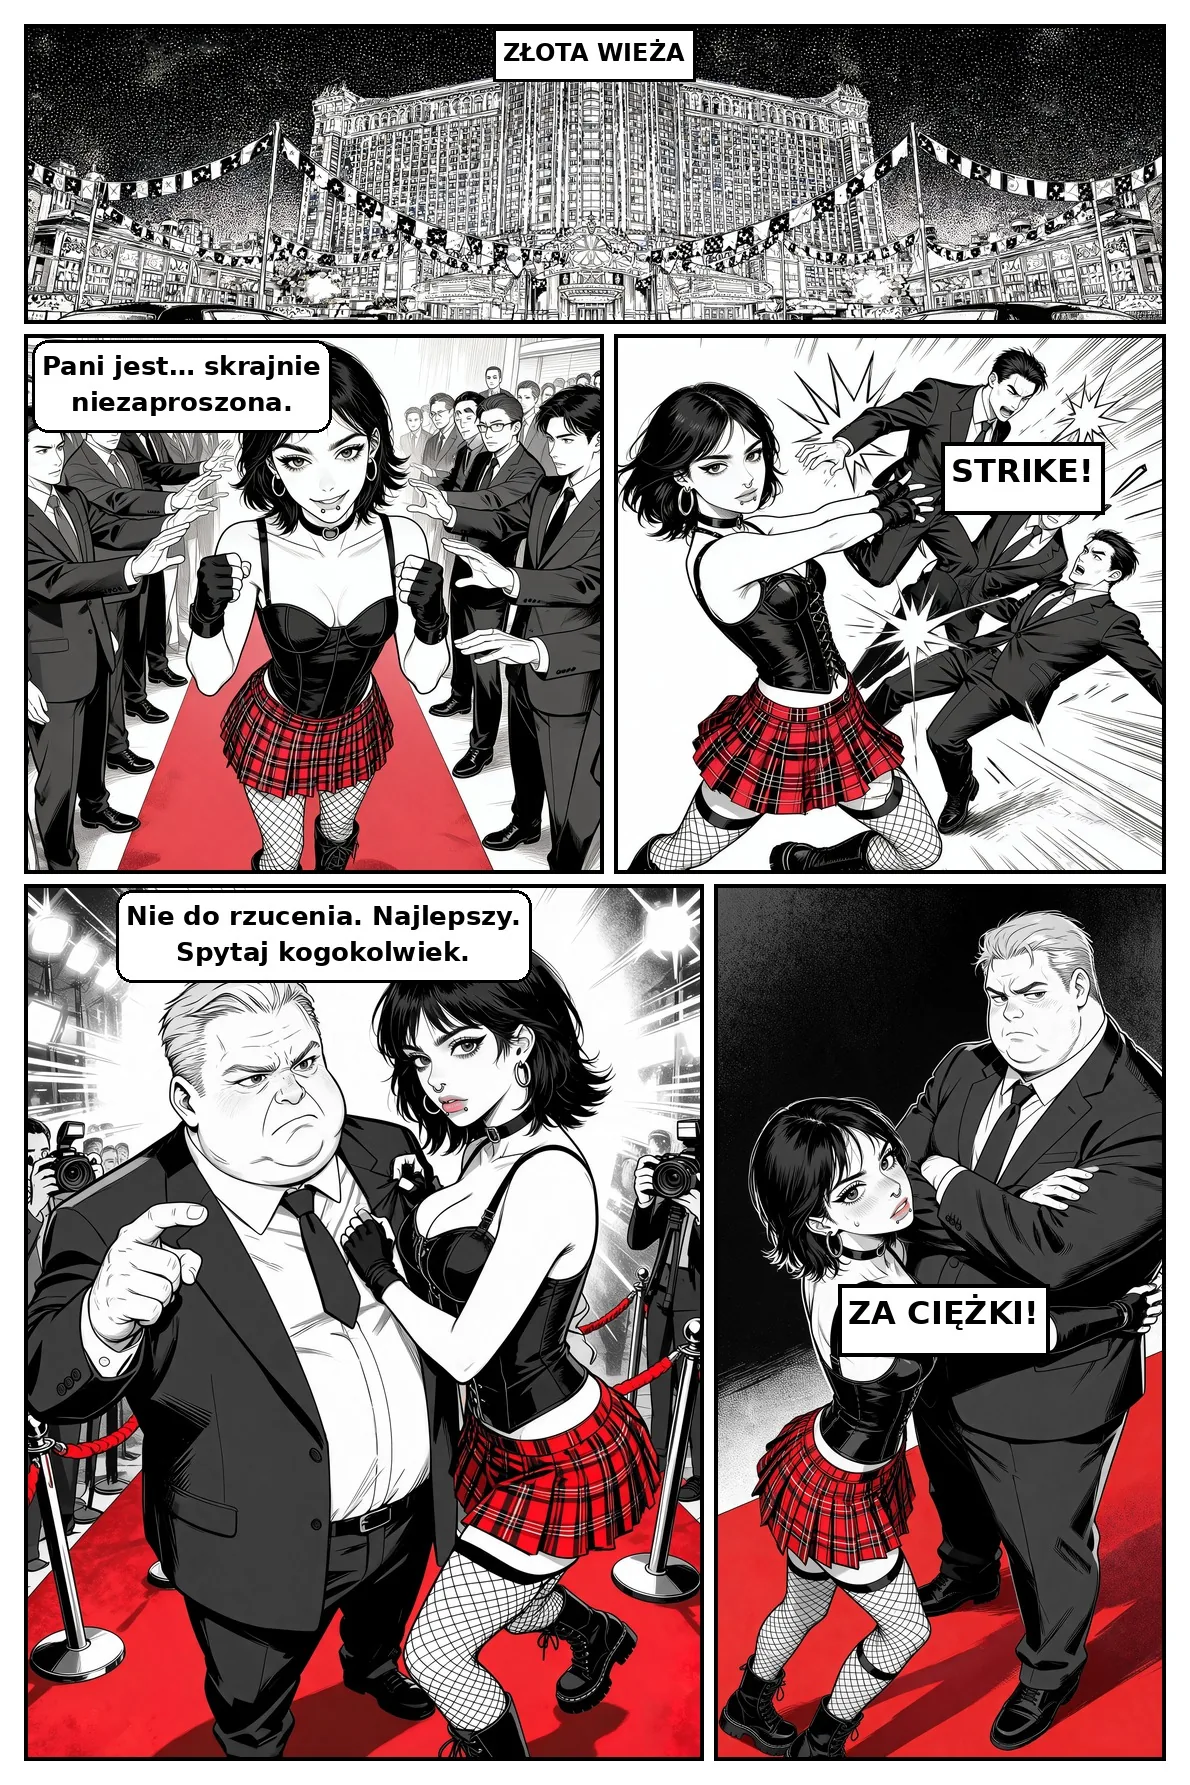 ZŁOTA WIEŻA
Pani jest... skrajnie
niezaproszona.
STRIKE!
Nie do rzucenia. Najlepszy.
Spytaj kogokolwiek.
ZA CIĘŻKI!